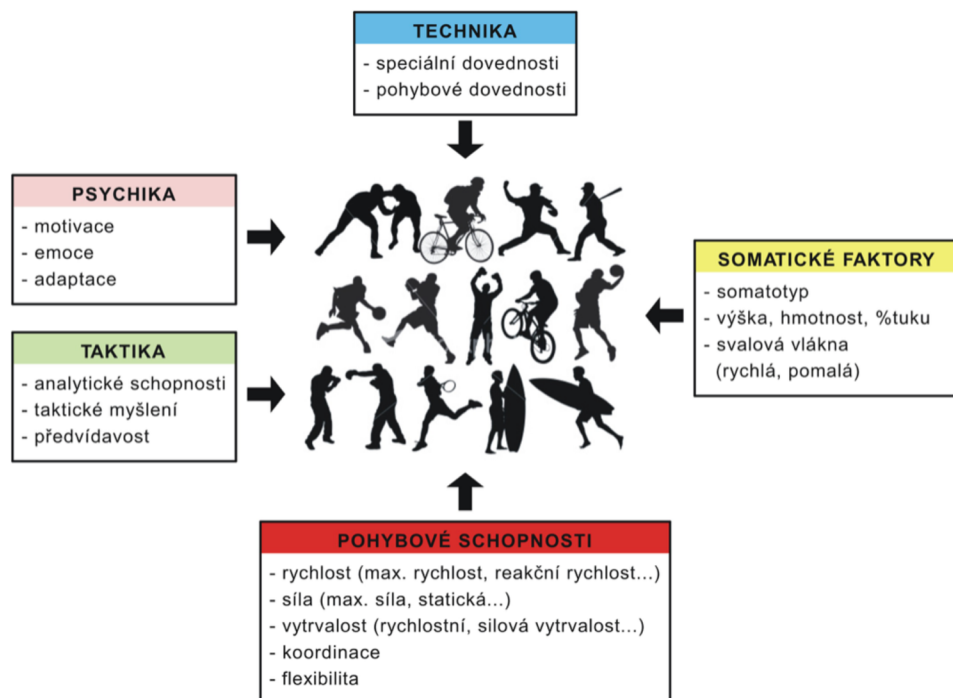 TECHNIKA
- speciální dovednosti
- pohybové dovednosti
PSYCHIKA
- motivace
- emoce
- adaptace
TAKTIKA
- analytické schopnosti
- taktické myšlení
- předvídavost
SOMATICKÉ FAKTORY
- somatotyp
- výška, hmotnost, %tuku
- svalová vlákna
(rychlá, pomalá)
POHYBOVÉ SCHOPNOSTI
- rychlost (max. rychlost, reakční rychlost...)
- síla (max. síla, statická...)
- vytrvalost (rychlostní, silová vytrvalost...)
- koordinace
- flexibilita